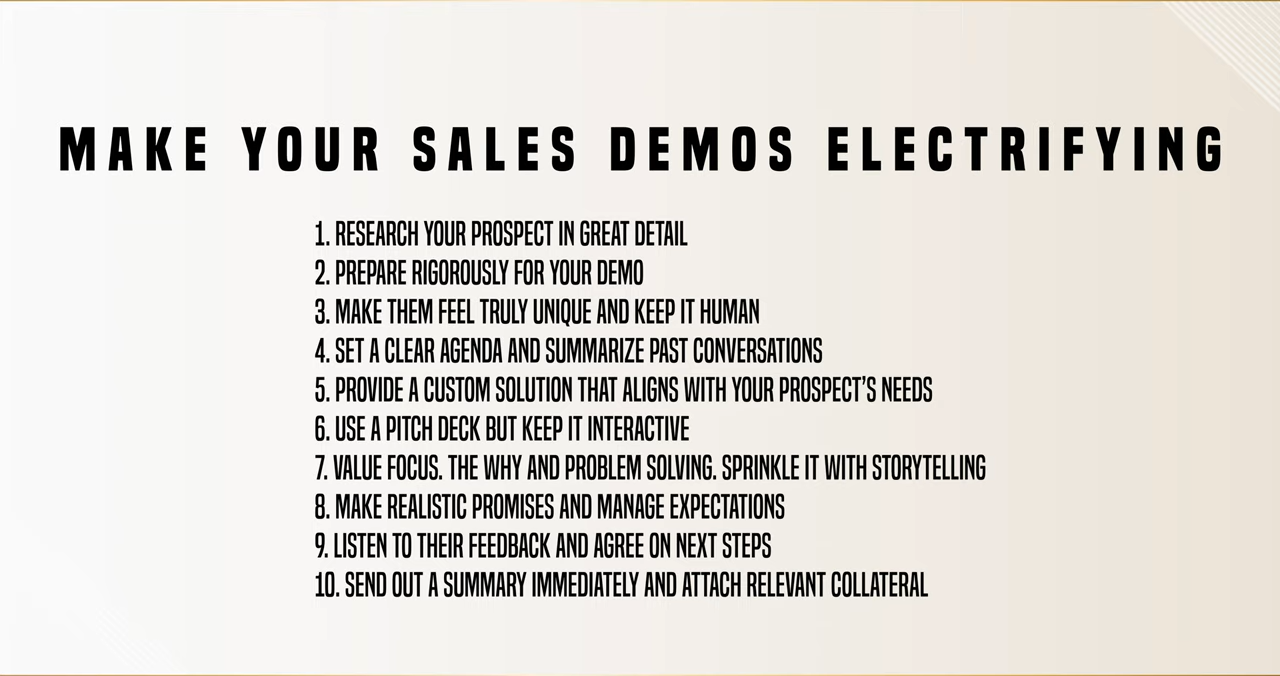 MAKE YOUR SALES DEMOS ELECTRIFYING
1. RESEARCH YOUR PROSPECT IN GREAT DETAIL
2. PREPARE RIGOROUSLY FOR YOUR DEMO
3. MAKE THEM FEEL TRULY UNIQUE AND KEEP IT HUMAN
4. SET A CLEAR AGENDA AND SUMMARIZE PAST CONVERSATIONS
5. PROVIDE A CUSTOM SOLUTION THAT ALIGNS WITH YOUR PROSPECT’S NEEDS
6. USE A PITCH DECK BUT KEEP IT INTERACTIVE
7. VALUE FOCUS. THE WHY AND PROBLEM SOLVING. SPRINKLE IT WITH STORYTELLING
8. MAKE REALISTIC PROMISES AND MANAGE EXPECTATIONS
9. LISTEN TO THEIR FEEDBACK AND AGREE ON NEXT STEPS
10. SEND OUT A SUMMARY IMMEDIATELY AND ATTACH RELEVANT COLLATERAL